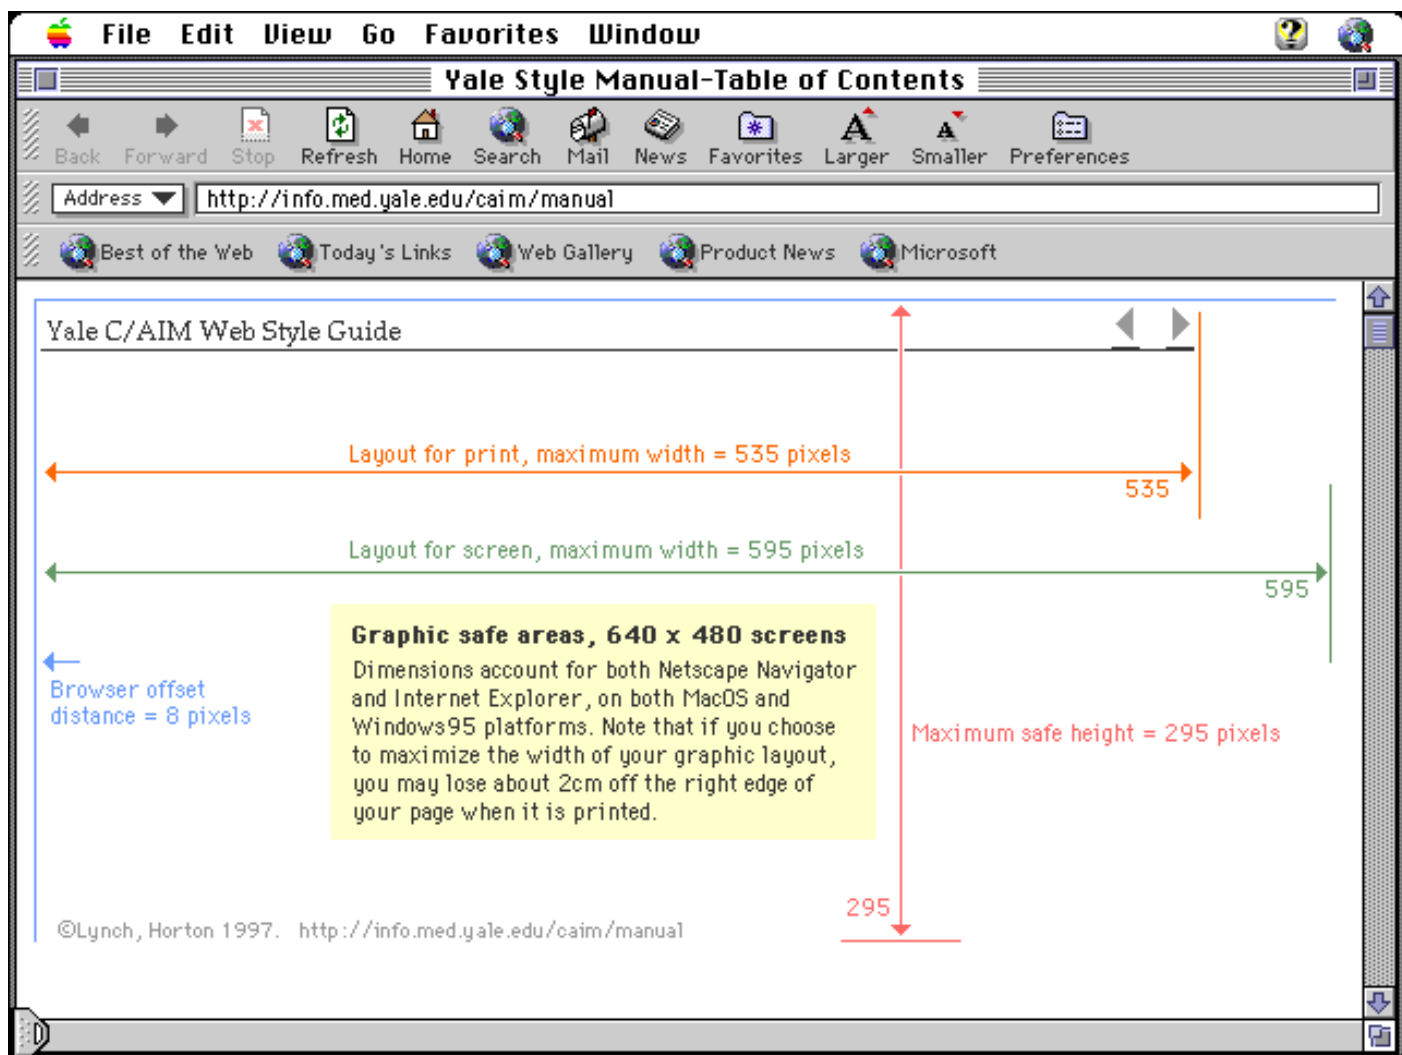 File Edit View Go Favorites Window
Yale Style Manual-Table of Contents
Back Forward Stop Refresh Home Search Mail News Favorites Larger Smaller Preferences
Address http://info.med.yale.edu/caim/manual
Best of the Web Today's Links Web Gallery Product News Microsoft
Yale C/AIM Web Style Guide
Layout for print, maximum width = 535 pixels
535
Layout for screen, maximum width = 595 pixels
595
Graphic safe areas, 640 x 480 screens
Dimensions account for both Netscape Navigator
and Internet Explorer, on both MacOS and
Windows95 platforms. Note that if you choose
to maximize the width of your graphic layout,
you may lose about 2cm off the right edge of
your page when it is printed.
Browser offset
distance = 8 pixels
Maximum safe height = 295 pixels
295
©Lynch, Horton 1997. http://info.med.yale.edu/caim/manual